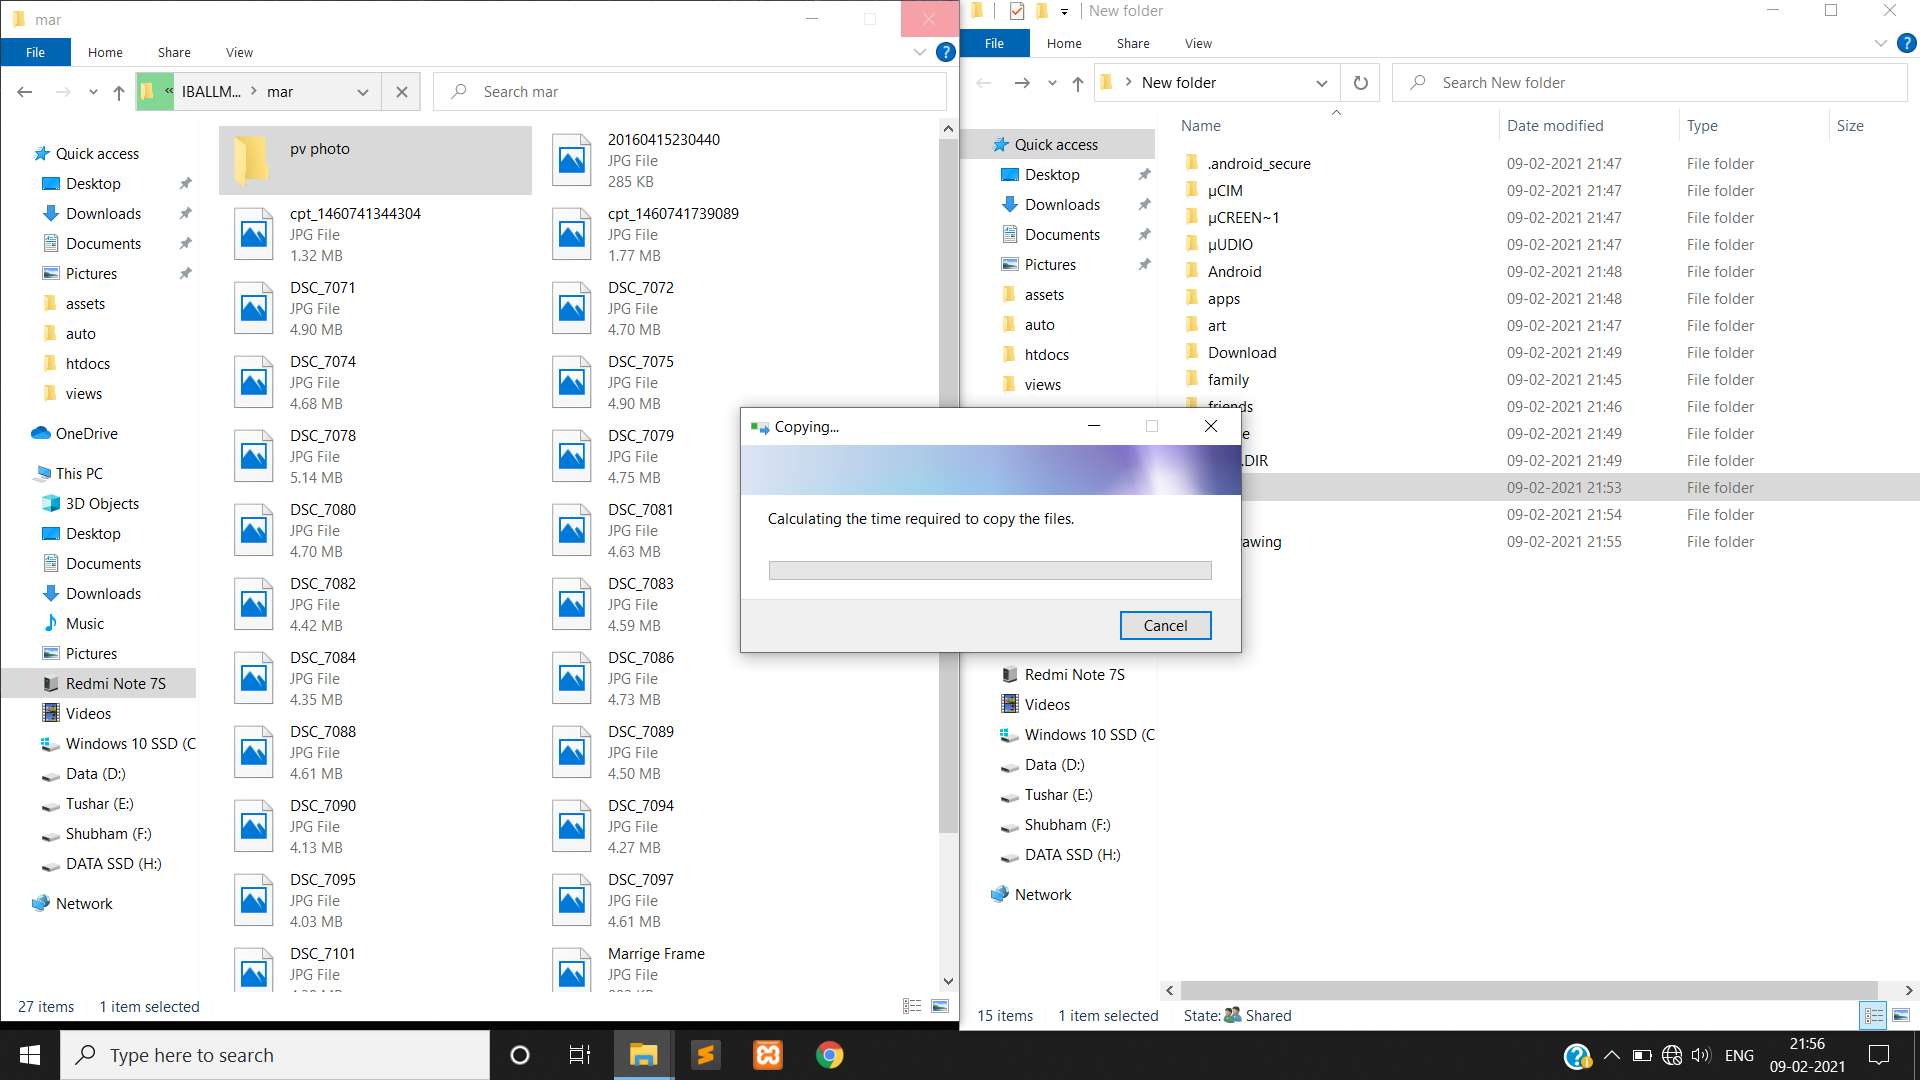 mar
File Home Share View
« IBALLM... > mar
Search mar
Quick access
Desktop
Downloads
Documents
Pictures
assets
auto
htdocs
views
OneDrive
This PC
3D Objects
Desktop
Documents
Downloads
Music
Pictures
Redmi Note 7S
Videos
Windows 10 SSD (C
Data (D:)
Tushar (E:)
Shubham (F:)
DATA SSD (H:)
Network
pv photo
20160415230440
JPG File
285 KB
cpt_1460741344304
JPG File
1.32 MB
cpt_1460741739089
JPG File
1.77 MB
DSC_7071
JPG File
4.90 MB
DSC_7072
JPG File
4.70 MB
DSC_7074
JPG File
4.68 MB
DSC_7075
JPG File
4.90 MB
DSC_7078
JPG File
5.14 MB
DSC_7079
JPG File
4.75 MB
DSC_7080
JPG File
4.70 MB
DSC_7081
JPG File
4.63 MB
DSC_7082
JPG File
4.42 MB
DSC_7083
JPG File
4.59 MB
DSC_7084
JPG File
4.35 MB
DSC_7086
JPG File
4.73 MB
DSC_7088
JPG File
4.61 MB
DSC_7089
JPG File
4.50 MB
DSC_7090
JPG File
4.13 MB
DSC_7094
JPG File
4.27 MB
DSC_7095
JPG File
4.03 MB
DSC_7097
JPG File
4.61 MB
DSC_7101
JPG File
Marrige Frame
JPG File
27 items 1 item selected
New folder
File Home Share View
> New folder
Search New folder
Quick access
Desktop
Downloads
Documents
Pictures
assets
auto
htdocs
views
Redmi Note 7S
Videos
Windows 10 SSD (C
Data (D:)
Tushar (E:)
Shubham (F:)
DATA SSD (H:)
Network
Name Date modified Type Size
.android_secure 09-02-2021 21:47 File folder
µCIM 09-02-2021 21:47 File folder
µCREEN~1 09-02-2021 21:47 File folder
µUDIO 09-02-2021 21:47 File folder
Android 09-02-2021 21:48 File folder
apps 09-02-2021 21:48 File folder
art 09-02-2021 21:47 File folder
Download 09-02-2021 21:49 File folder
family 09-02-2021 21:45 File folder
friends 09-02-2021 21:46 File folder
e 09-02-2021 21:49 File folder
.DIR 09-02-2021 21:49 File folder
09-02-2021 21:53 File folder
09-02-2021 21:54 File folder
awing 09-02-2021 21:55 File folder
15 items 1 item selected State: Shared
Copying...
Calculating the time required to copy the files.
Cancel
Type here to search
ENG
21:56
09-02-2021